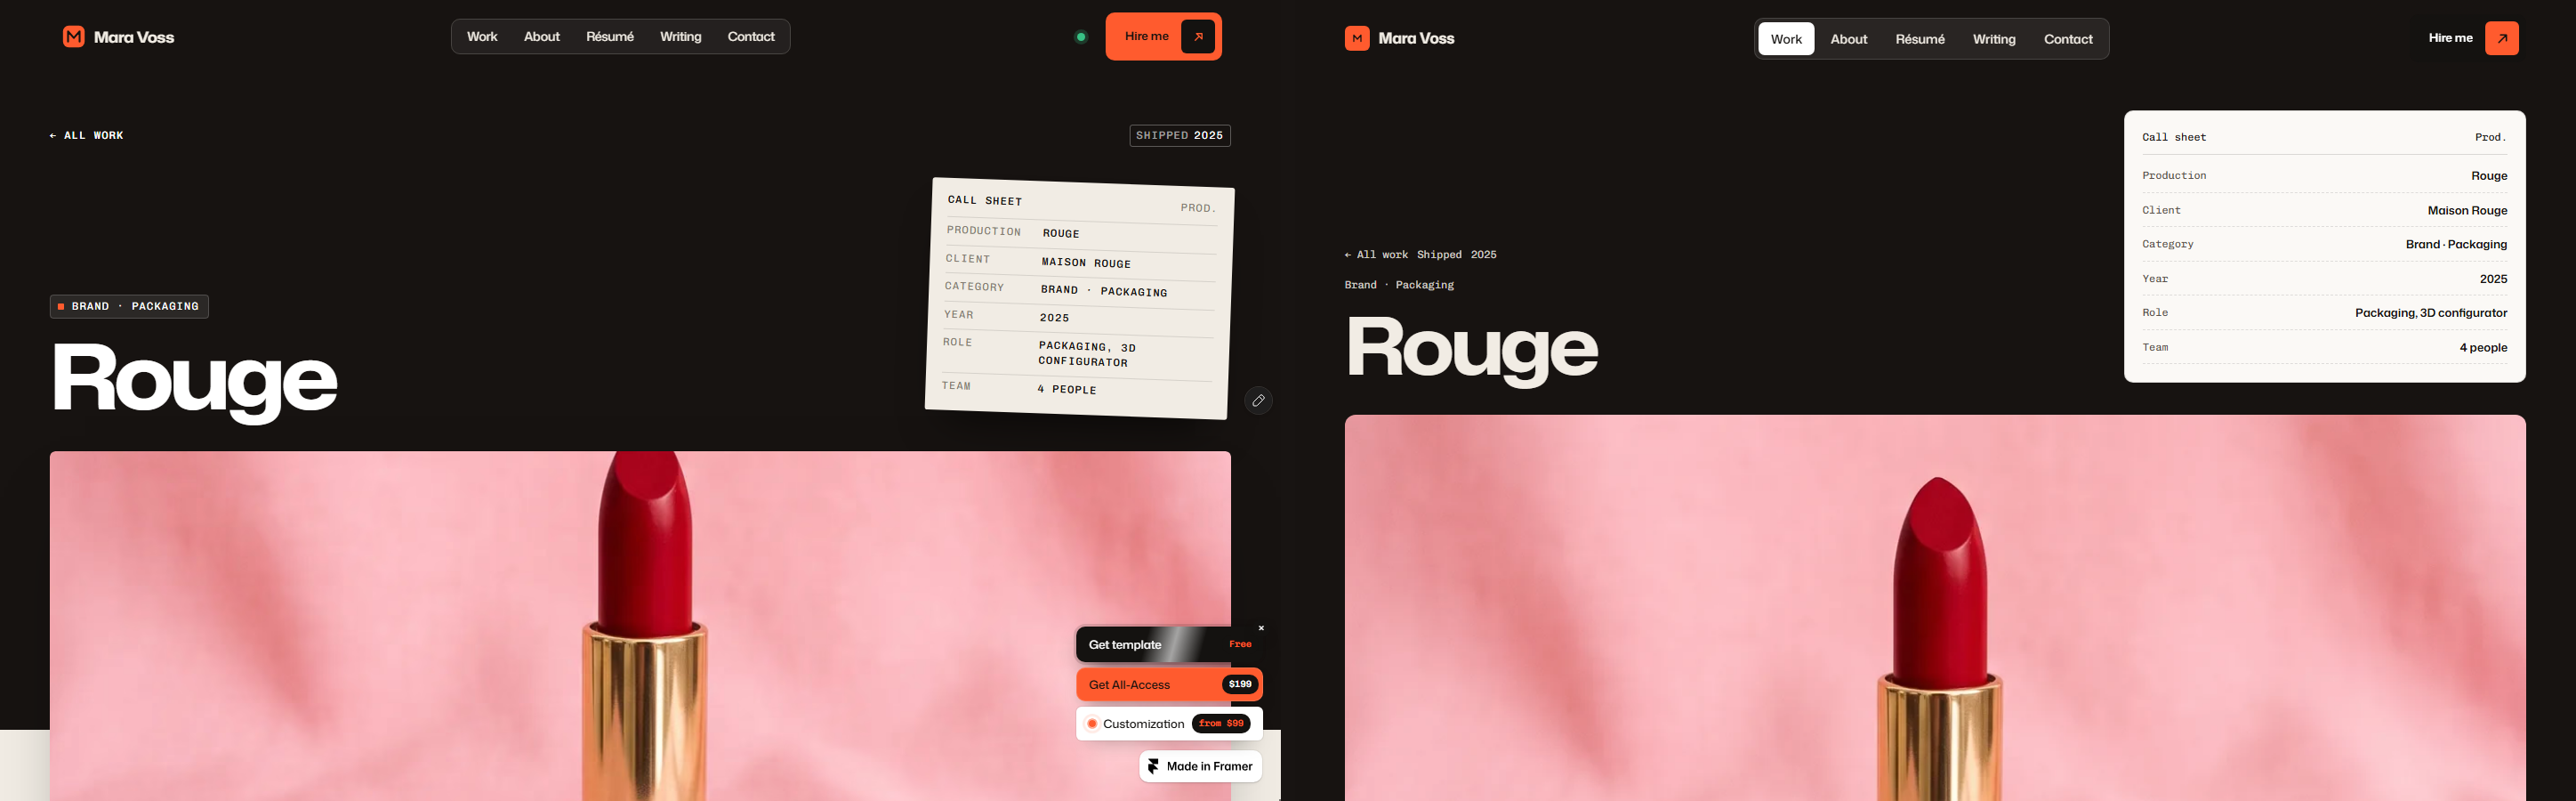 Mara Voss
Work About Résumé Writing Contact
Hire me
← ALL WORK
SHIPPED 2025
CALL SHEET PROD.
PRODUCTION ROUGE
CLIENT MAISON ROUGE
CATEGORY BRAND · PACKAGING
YEAR 2025
ROLE PACKAGING, 3D
CONFIGURATOR
TEAM 4 PEOPLE
BRAND · PACKAGING
Rouge
×
Get template Free
Get All-Access $199
Customization from $99
Made in Framer
M Mara Voss
Work About Résumé Writing Contact
Hire me
← All work Shipped 2025
Brand · Packaging
Rouge
Call sheet Prod.
Production Rouge
Client Maison Rouge
Category Brand · Packaging
Year 2025
Role Packaging, 3D configurator
Team 4 people